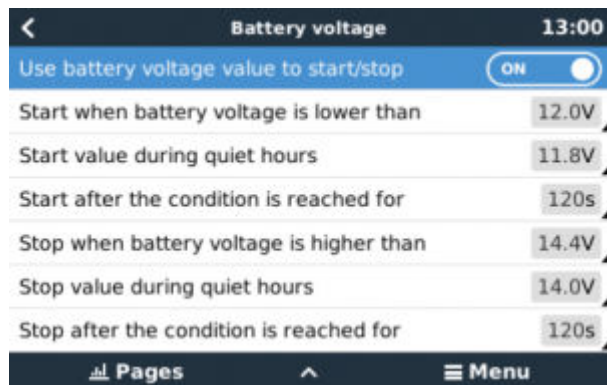 Battery voltage 13:00
Use battery voltage value to start/stop ON
Start when battery voltage is lower than 12.0V
Start value during quiet hours 11.8V
Start after the condition is reached for 120s
Stop when battery voltage is higher than 14.4V
Stop value during quiet hours 14.0V
Stop after the condition is reached for 120s
Pages Menu